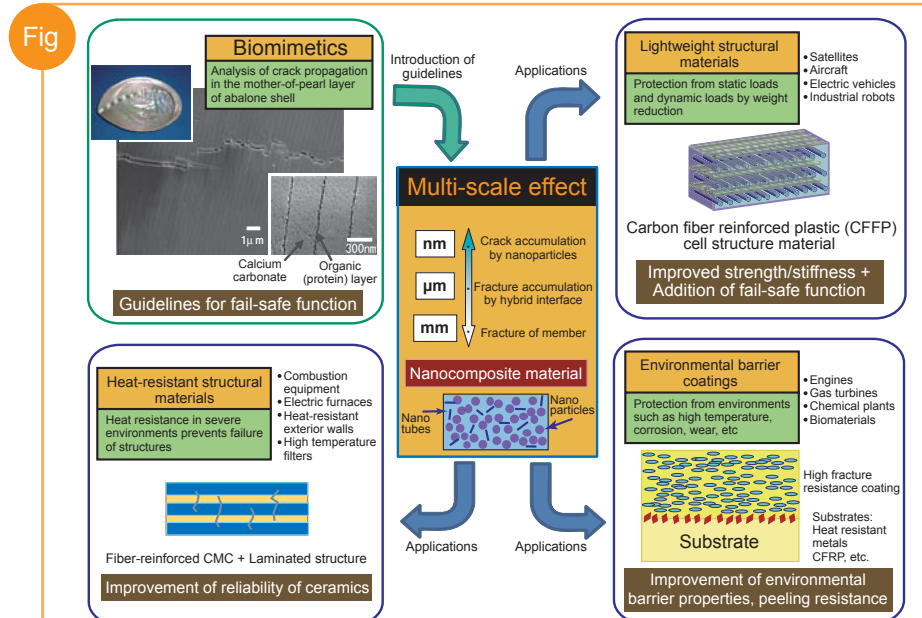 Fig
Biomimetics
Analysis of crack propagation
in the mother-of-pearl layer
of abalone shell
1μm
300nm
Calcium
carbonate
Organic
(protein) layer
Guidelines for fail-safe function
Introduction of
guidelines
Applications
Lightweight structural
materials
Protection from static loads
and dynamic loads by weight
reduction
• Satellites
• Aircraft
• Electric vehicles
• Industrial robots
Carbon fiber reinforced plastic (CFFP)
cell structure material
Improved strength/stiffness +
Addition of fail-safe function
Multi-scale effect
nm
Crack accumulation
by nanoparticles
μm
Fracture accumulation
by hybrid interface
mm
Fracture of member
Nanocomposite material
Nano
tubes
Nano
particles
Heat-resistant structural
materials
Heat resistance in severe
environments prevents failure
of structures
• Combustion
equipment
• Electric furnaces
• Heat-resistant
exterior walls
• High temperature
filters
Fiber-reinforced CMC + Laminated structure
Improvement of reliability of ceramics
Applications
Applications
Environmental barrier
coatings
Protection from environments
such as high temperature,
corrosion, wear, etc
• Engines
• Gas turbines
• Chemical plants
• Biomaterials
High fracture
resistance coating
Substrate
Substrates:
Heat resistant
metals
CFRP, etc.
Improvement of environmental
barrier properties, peeling resistance